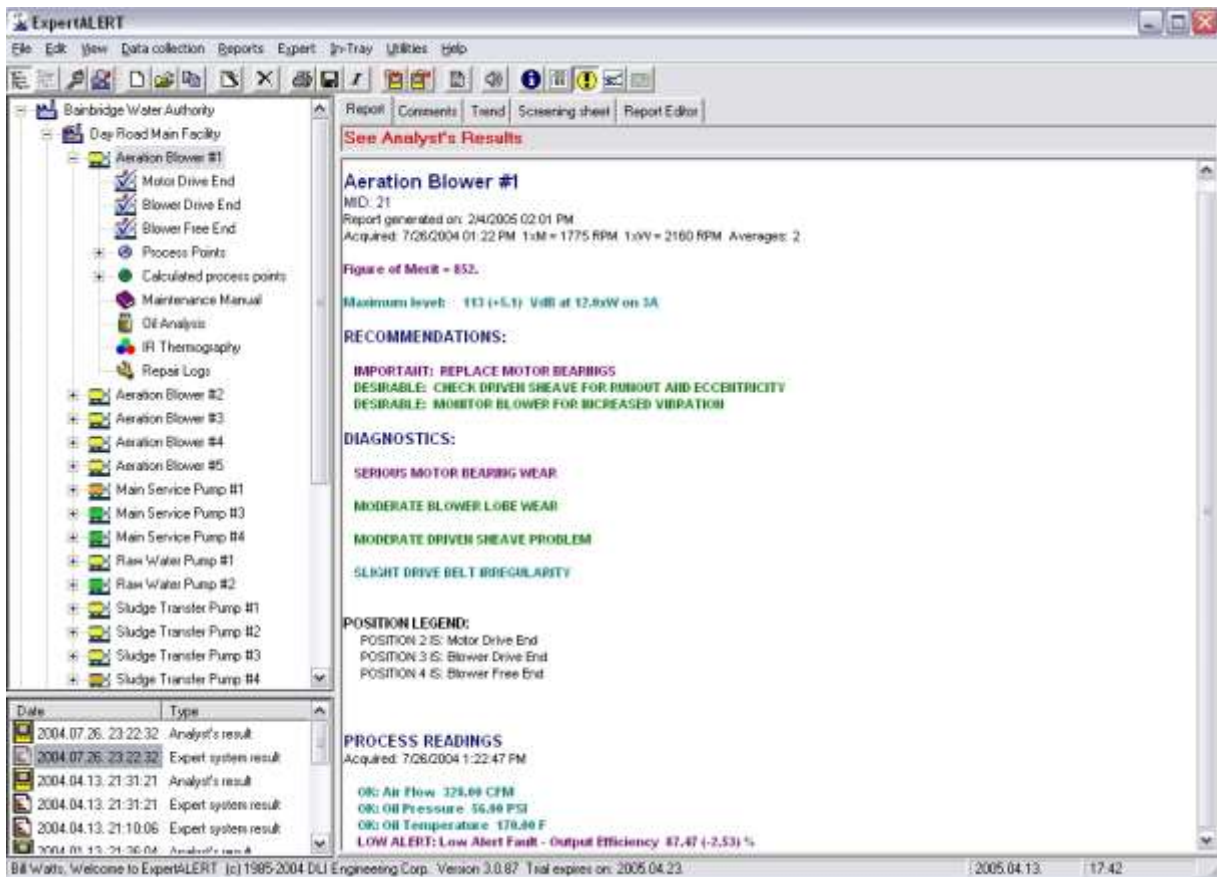 ExpertALERT
File Edit View Data collection Reports Expert In-Tray Utilities Help
Bainbridge Water Authority
Day Road Main Facility
Aeration Blower #1
Motor Drive End
Blower Drive End
Blower Free End
Process Points
Calculated process points
Maintenance Manual
Oil Analysis
IR Thermography
Repair Logs
Aeration Blower #2
Aeration Blower #3
Aeration Blower #4
Aeration Blower #5
Main Service Pump #1
Main Service Pump #3
Main Service Pump #4
Raw Water Pump #1
Raw Water Pump #2
Sludge Transfer Pump #1
Sludge Transfer Pump #2
Sludge Transfer Pump #3
Sludge Transfer Pump #4
Date Type
2004.07.26. 23:22:32 Analyst's result
2004.07.26. 23:22:32 Expert system result
2004.04.13. 21:31:21 Analyst's result
2004.04.13. 21:31:21 Expert system result
2004.04.13. 21:10:06 Expert system result
2004.01.13. 21:36:04 Analyst's result
Report Comments Trend Screening sheet Report Editor
See Analyst's Results
Aeration Blower #1
MID: 21
Report generated on: 2/4/2005 02:01 PM
Acquired: 7/26/2004 01:22 PM 1xM = 1775 RPM 1xW = 2160 RPM Averages: 2
Figure of Merit = 852.
Maximum level: 113 (+5.1) VdB at 12.0xW on 3A
RECOMMENDATIONS:
IMPORTANT: REPLACE MOTOR BEARINGS
DESIRABLE: CHECK DRIVEN SHEAVE FOR RUNOUT AND ECCENTRICITY
DESIRABLE: MONITOR BLOWER FOR INCREASED VIBRATION
DIAGNOSTICS:
SERIOUS MOTOR BEARING WEAR
MODERATE BLOWER LOBE WEAR
MODERATE DRIVEN SHEAVE PROBLEM
SLIGHT DRIVE BELT IRREGULARITY
POSITION LEGEND:
POSITION 2 IS: Motor Drive End
POSITION 3 IS: Blower Drive End
POSITION 4 IS: Blower Free End
PROCESS READINGS
Acquired: 7/26/2004 1:22:47 PM
OK: Air Flow 328.00 CFM
OK: Oil Pressure 56.00 PSI
OK: Oil Temperature 170.00 F
LOW ALERT: Low Alert Fault - Output Efficiency 87.47 (-2.53) %
Bill Watts, Welcome to ExpertALERT (c) 1985-2004 DLI Engineering Corp. Version 3.0.87 Trial expires on: 2005.04.23. 2005.04.13. 17:42